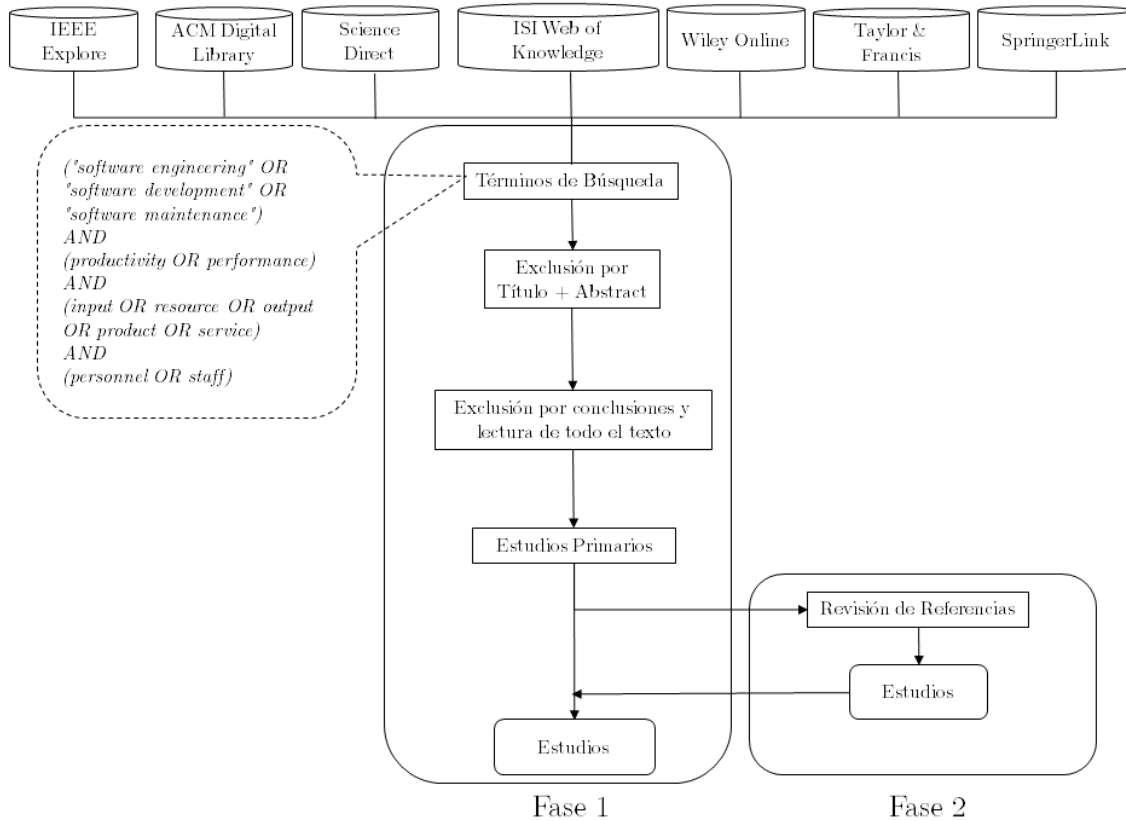 IEEE
Explore
ACM Digital
Library
Science
Direct
ISI Web of
Knowledge
Wiley Online
Taylor &
Francis
SpringerLink
("software engineering" OR
"software development" OR
"software maintenance")
AND
(productivity OR performance)
AND
(input OR resource OR output
OR product OR service)
AND
(personnel OR staff)
Términos de Búsqueda
Exclusión por
Título + Abstract
Exclusión por conclusiones y
lectura de todo el texto
Estudios Primarios
Revisión de Referencias
Estudios
Estudios
Fase 1
Fase 2